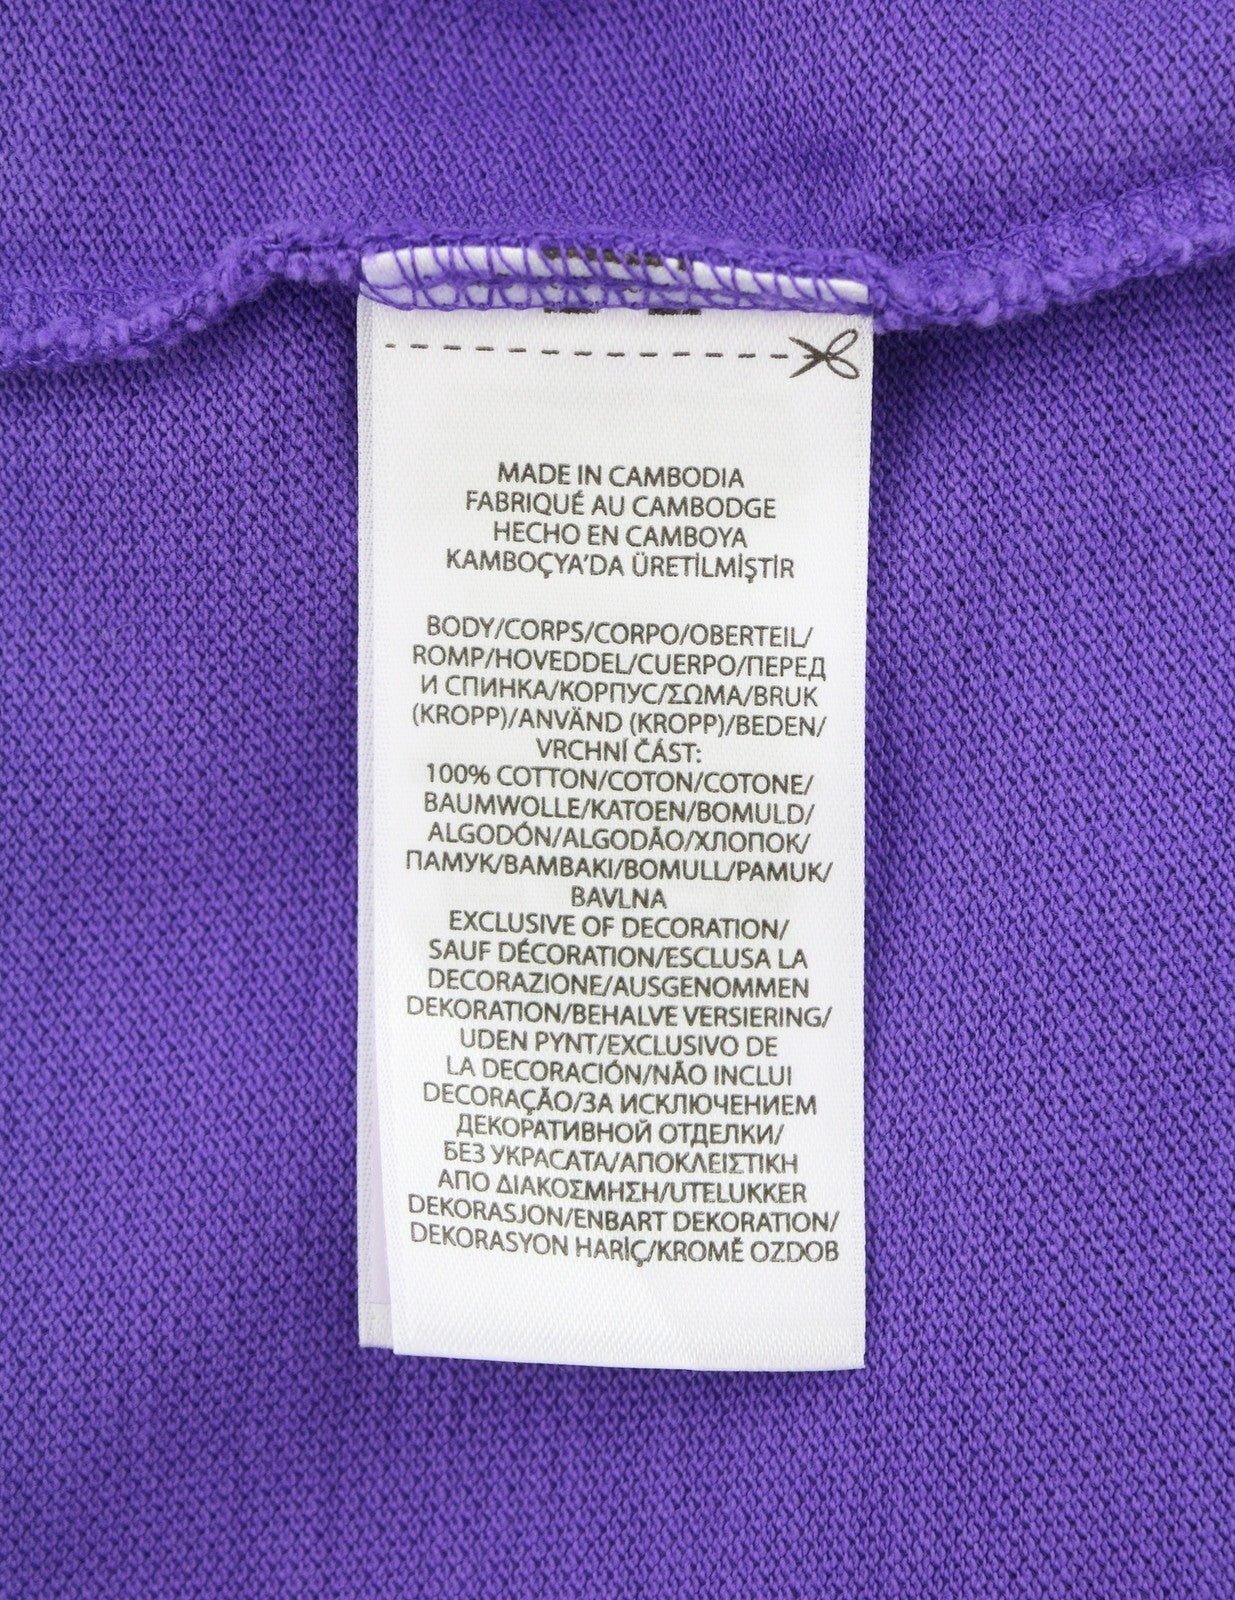 MADE IN CAMBODIA
FABRIQUÉ AU CAMBODGE
HECHO EN CAMBOYA
KAMBOÇYA'DA ÜRETİLMİŞTİR
BODY/CORPS/CORPO/OBERTEIL/
ROMP/HOVEDDEL/CUERPO/ПЕРЕД
И СПИНКА/КОРПУС/ΣΩΜΑ/BRUK
(KROPP)/ANVÄND (KROPP)/BEDEN/
VRCHNÍ ČÁST:
100% COTTON/COTON/COTONE/
BAUMWOLLE/KATOEN/BOMULD/
ALGODÓN/ALGODÃO/ХЛОПОК/
ПАМУК/ΒΑΜΒΑΚΙ/BOMULL/PAMUK/
BAVLNA
EXCLUSIVE OF DECORATION/
SAUF DÉCORATION/ESCLUSA LA
DECORAZIONE/AUSGENOMMEN
DEKORATION/BEHALVE VERSIERING/
UDEN PYNT/EXCLUSIVO DE
LA DECORACIÓN/NÃO INCLUI
DECORAÇÃO/ЗА ИСКЛЮЧЕНИЕМ
ДЕКОРАТИВНОЙ ОТДЕЛКИ/
БЕЗ УКРАСАТА/ΑΠΟΚΛΕΙΣΤΙΚΗ
ΑΠΟ ΔΙΑΚΟΣΜΗΣΗ/UTELUKKER
DEKORASJON/ENBART DEKORATION/
DEKORASYON HARİÇ/KROMĚ OZDOB